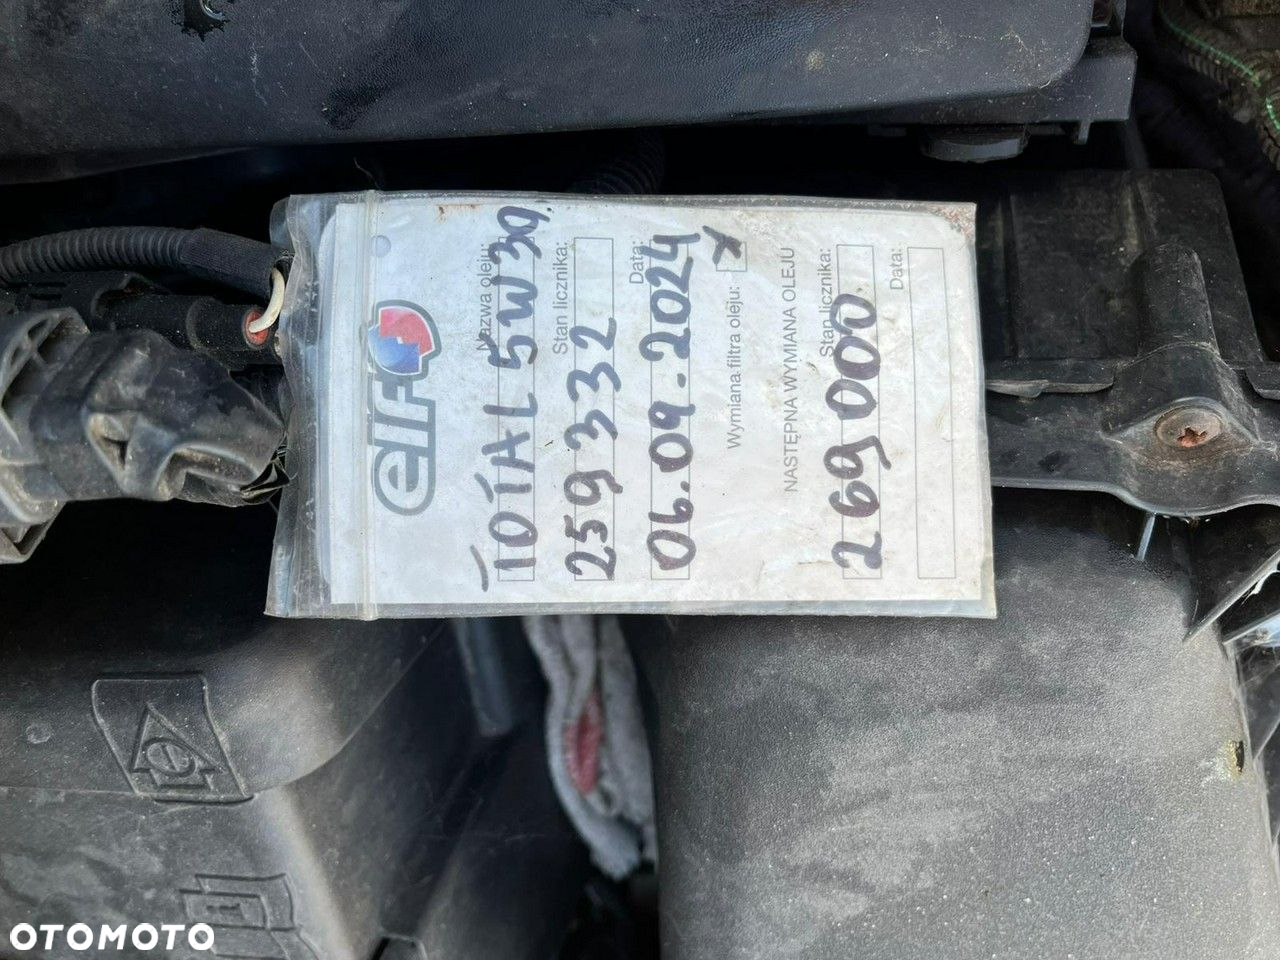 elf
Nazwa oleju:
TOTAL 5W30
Stan licznika:
259332
Data:
06.09.2024
Wymiana filtra oleju: X
NASTĘPNA WYMIANA OLEJU
Stan licznika:
269000
Data:
OTOMOTO